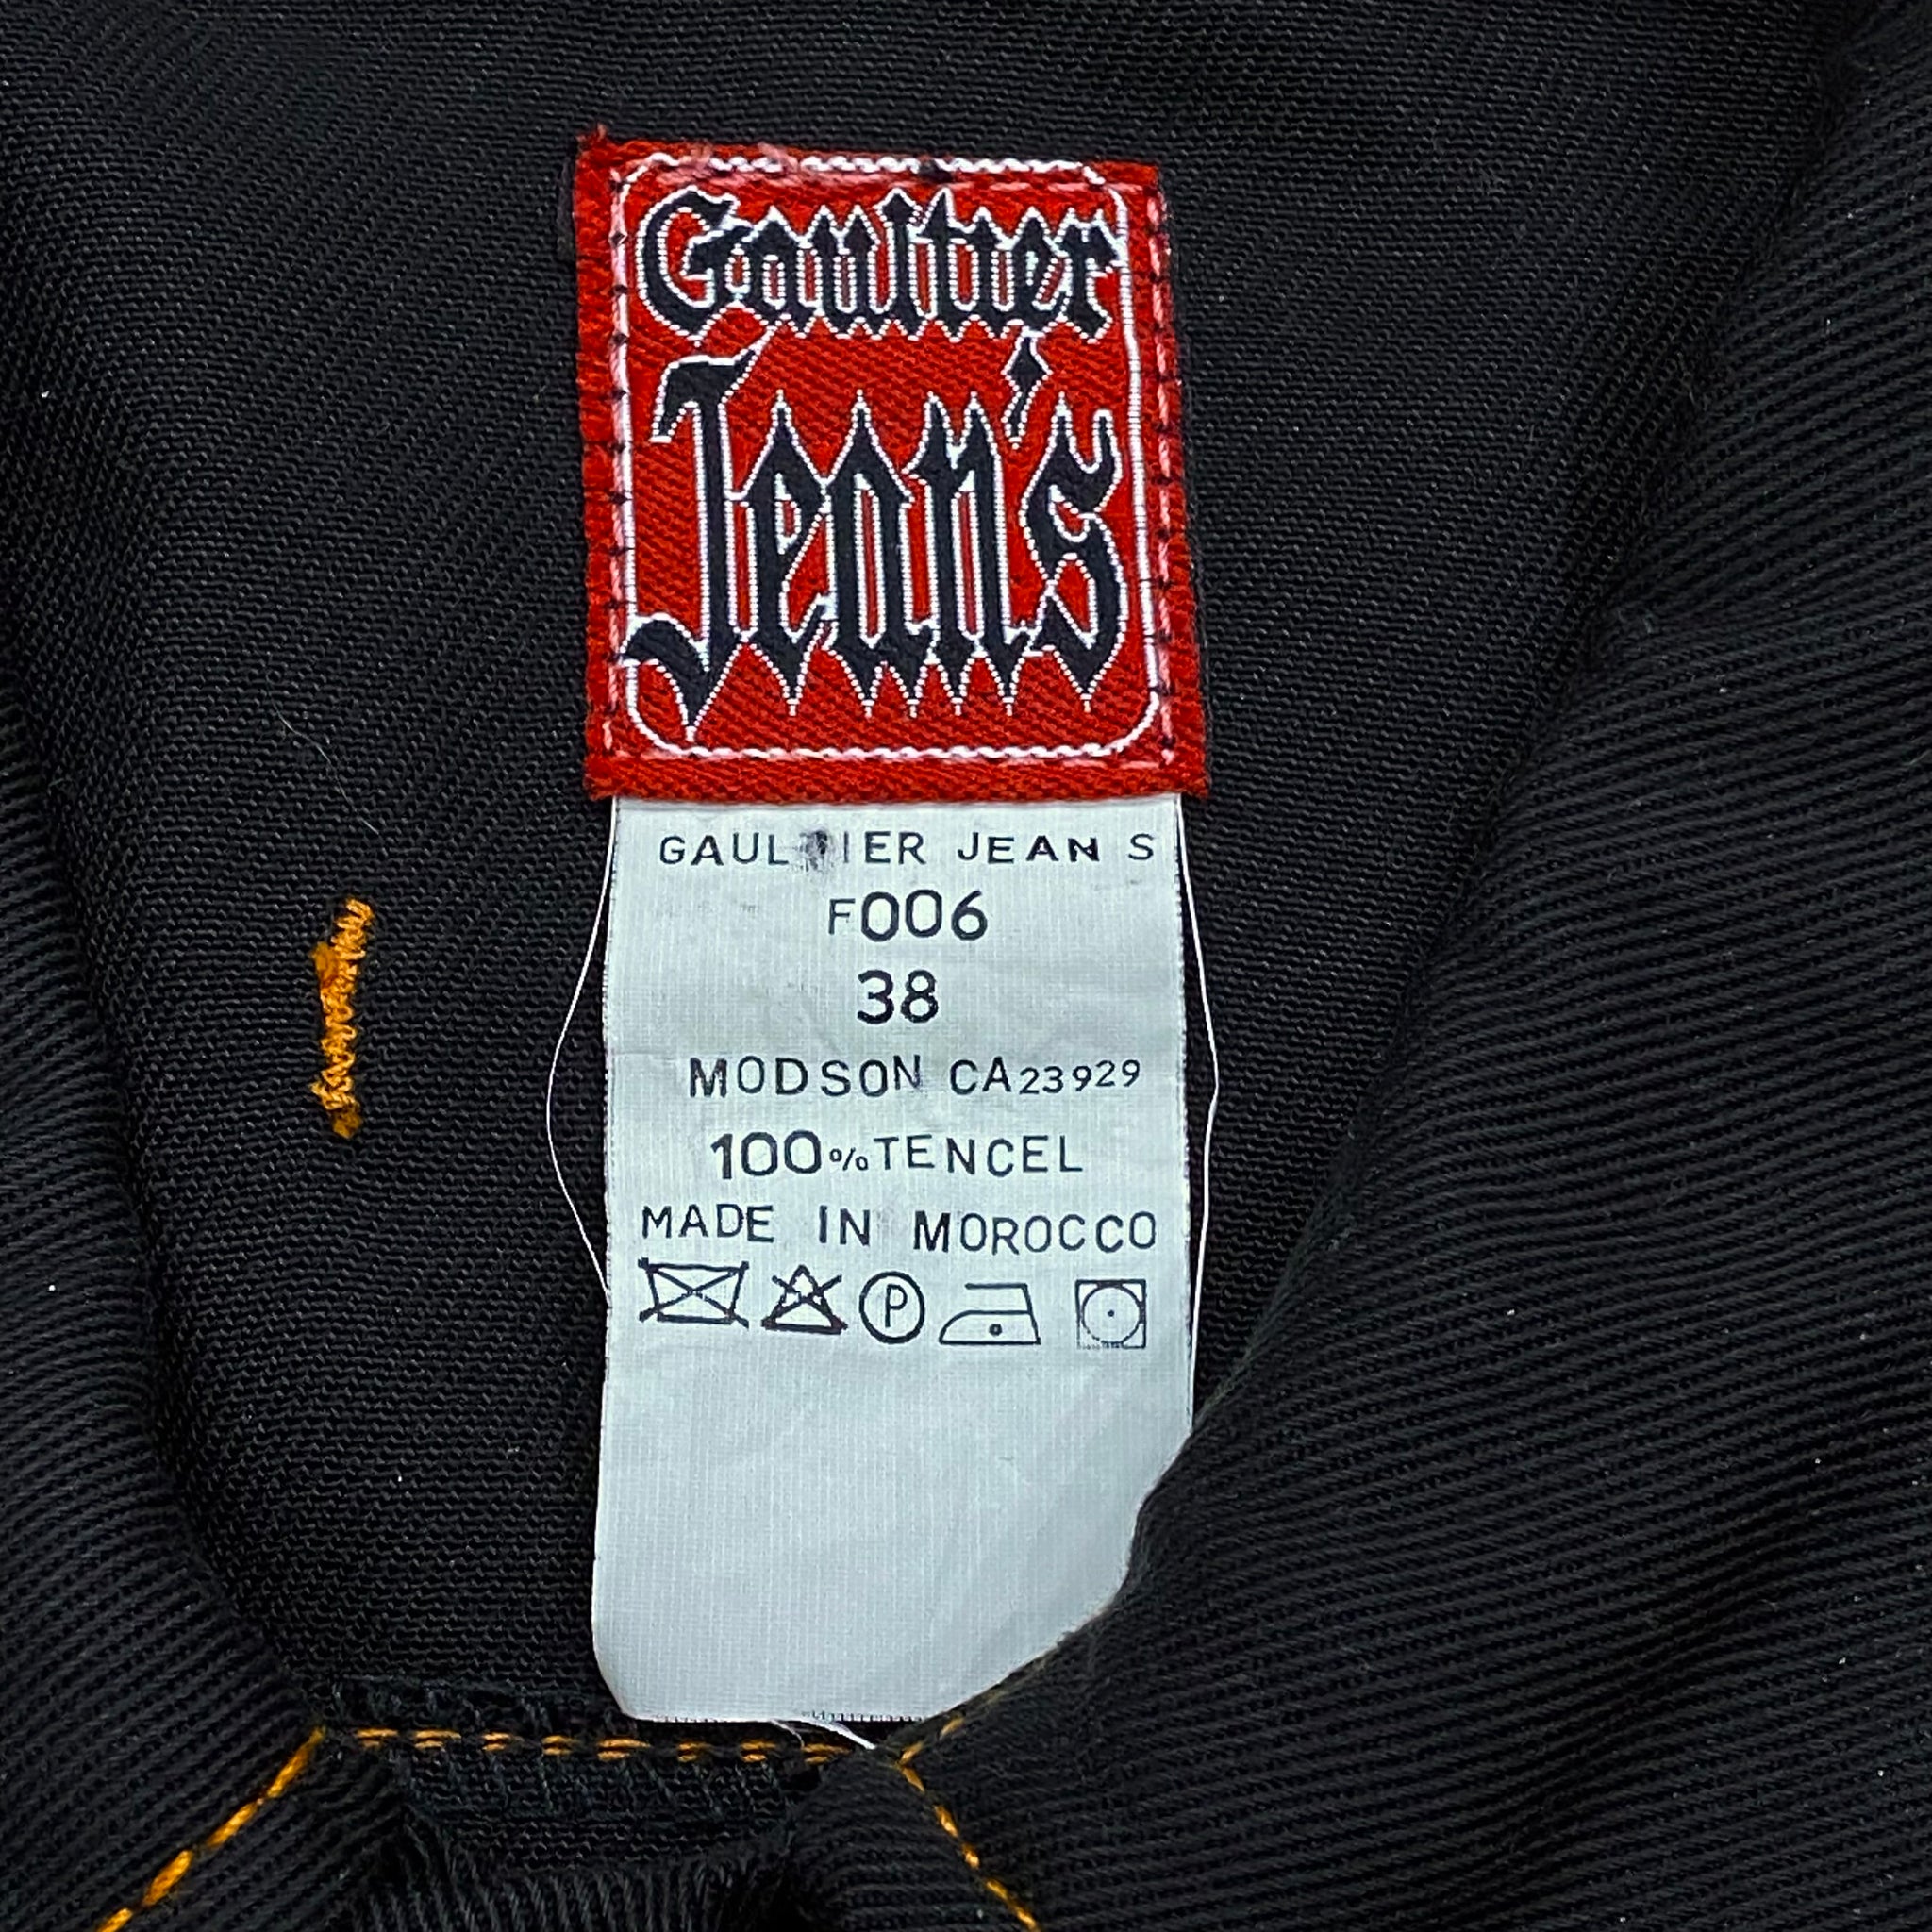 Gaultier
Jean's
GAULTIER JEAN S
F006
38
MODSON CA23929
100% TENCEL
MADE IN MOROCCO
P